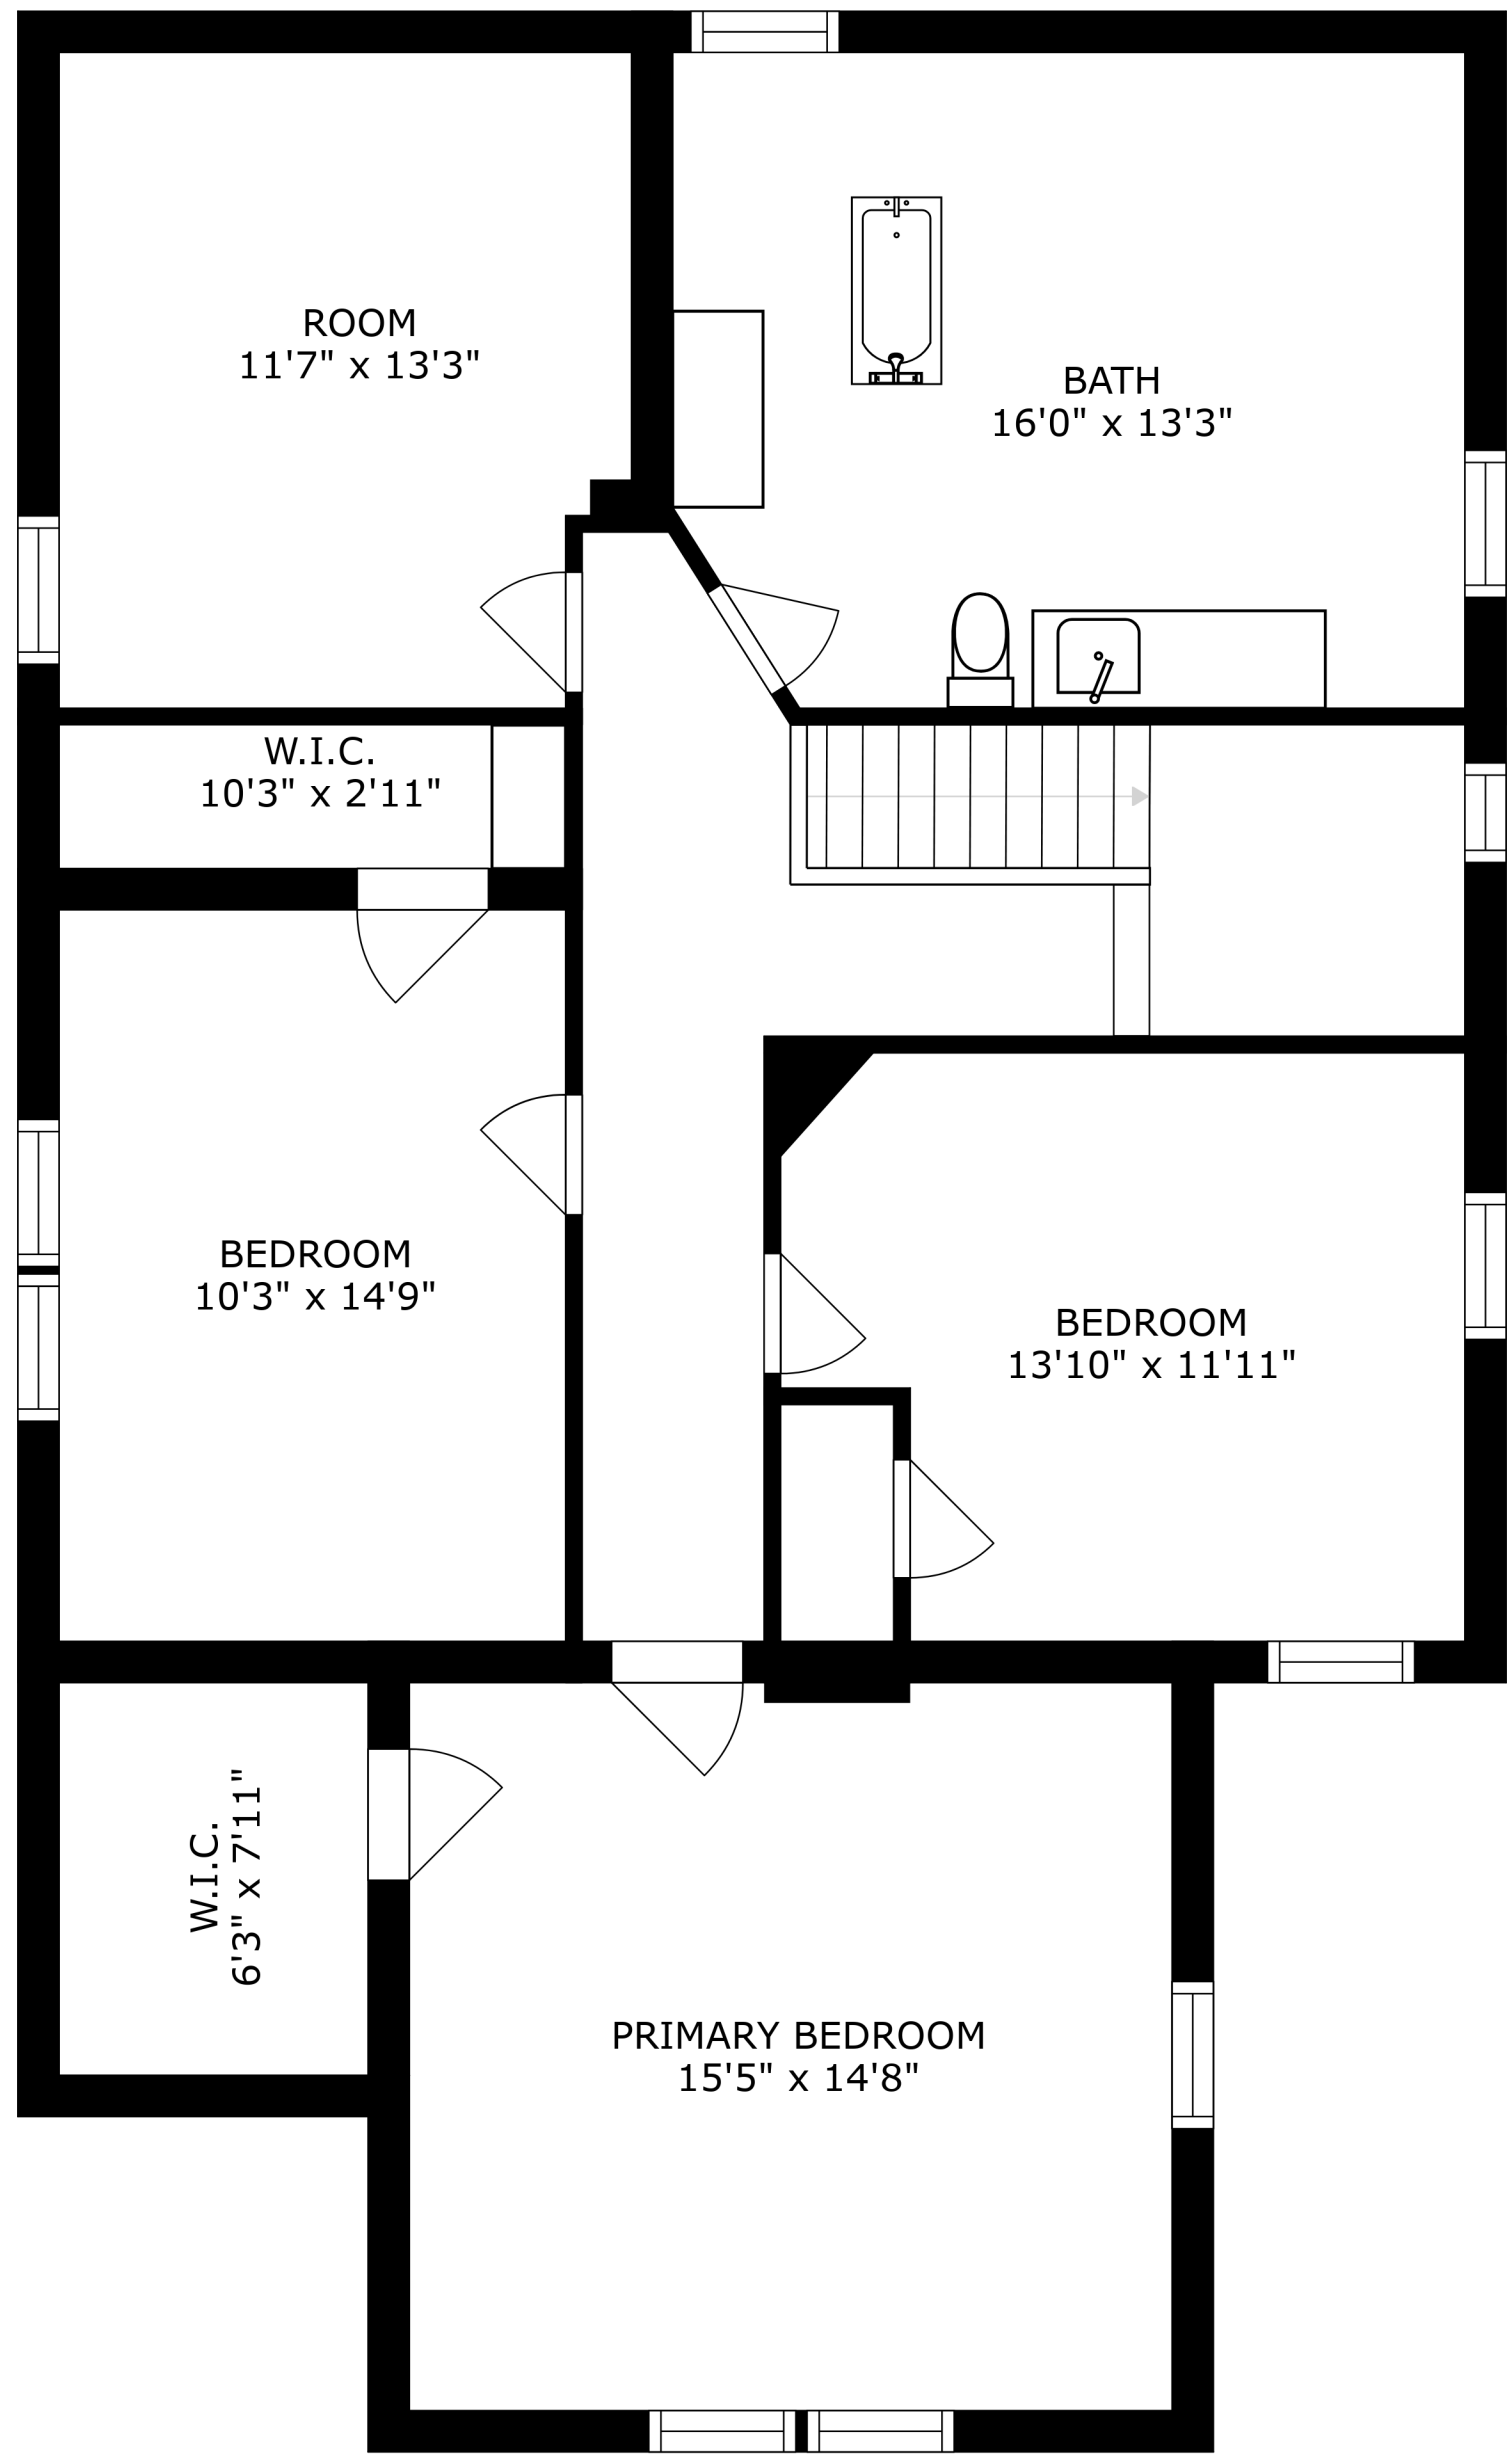 ROOM
11'7" x 13'3"
BATH
16'0" x 13'3"
W.I.C.
10'3" x 2'11"
BEDROOM
10'3" x 14'9"
BEDROOM
13'10" x 11'11"
W.I.C.
6'3" x 7'11"
PRIMARY BEDROOM
15'5" x 14'8"